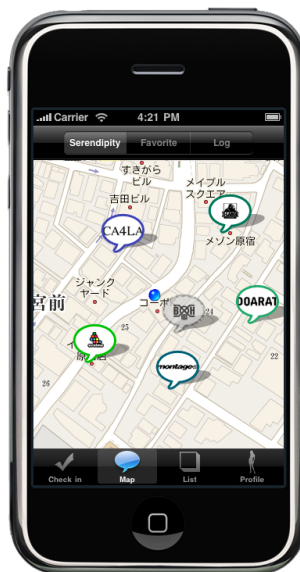 Carrier
4:21 PM
Serendipity
Favorite
Log
すきがら
ビル
吉田ビル
メイプル
スクエア
CA4LA
メゾン原宿
ジャンク
ヤード
宮前
コーポ
24
25
26
montage
Check in
Map
List
Profile